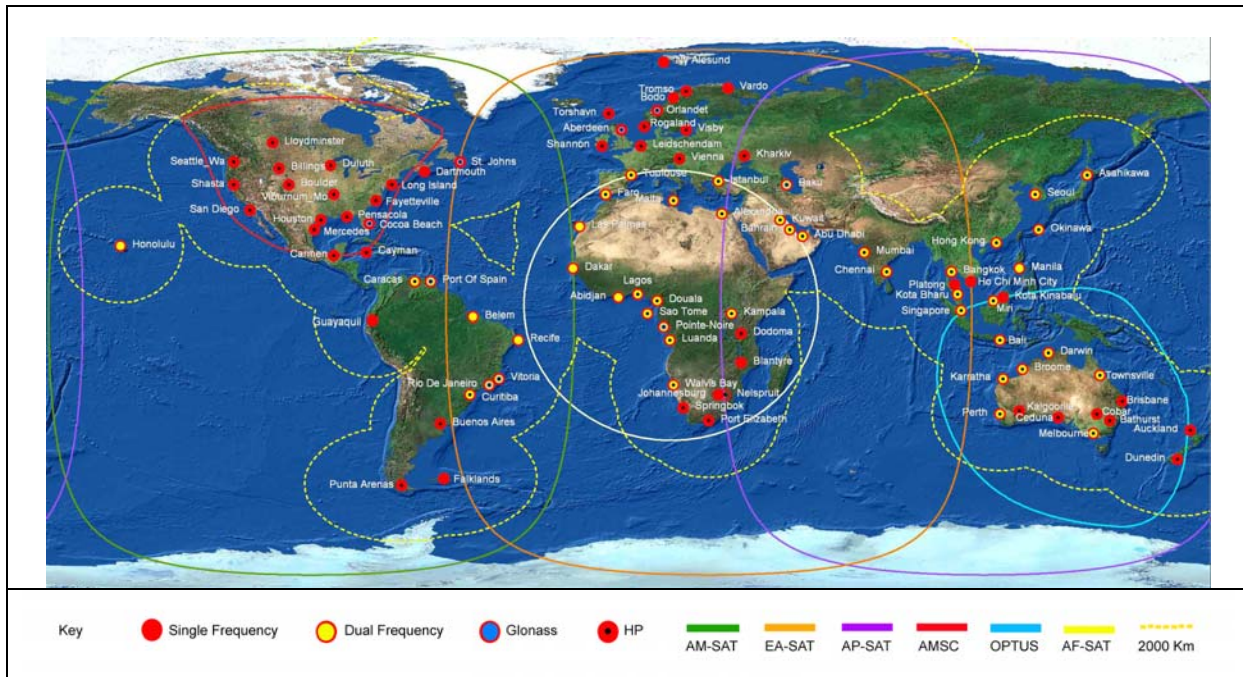 Ny Alesund
Tromso
Vardo
Bodo
Orlandet
Torshavn
Rogaland
Aberdeen
Visby
Shannon
Leidschendam
Kharkiv
Vienna
Lloydminster
Seattle_Wa
Billings
Duluth
St. Johns
Dartmouth
Shasta
Boulder
Long Island
Viburnum_Mo
Fayetteville
San Diego
Pensacola
Houston
Cocoa Beach
Mercedes
Carmen
Cayman
Toulouse
Istanbul
Baku
Faro
Malta
Alexandria
Kuwait
Las Palmas
Bahrain
Abu Dhabi
Seoul
Asahikawa
Okinawa
Honolulu
Mumbai
Hong Kong
Caracas
Port Of Spain
Dakar
Lagos
Chennai
Bangkok
Manila
Ho Chi Minh City
Platong
Kota Bharu
Kota Kinabalu
Abidjan
Douala
Miri
Guayaquil
Belem
Sao Tome
Kampala
Singapore
Pointe-Noire
Dodoma
Recife
Luanda
Bali
Blantyre
Darwin
Broome
Karratha
Townsville
Rio De Janeiro
Vitoria
Walvis Bay
Curitiba
Johannesburg
Nelspruit
Springbok
Brisbane
Kalgoorlie
Perth
Ceduna
Cobar
Buenos Aires
Port Elizabeth
Bathurst
Auckland
Melbourne
Dunedin
Punta Arenas
Falklands
Key
Single Frequency
Dual Frequency
Glonass
HP
AM-SAT
EA-SAT
AP-SAT
AMSC
OPTUS
AF-SAT
2000 Km